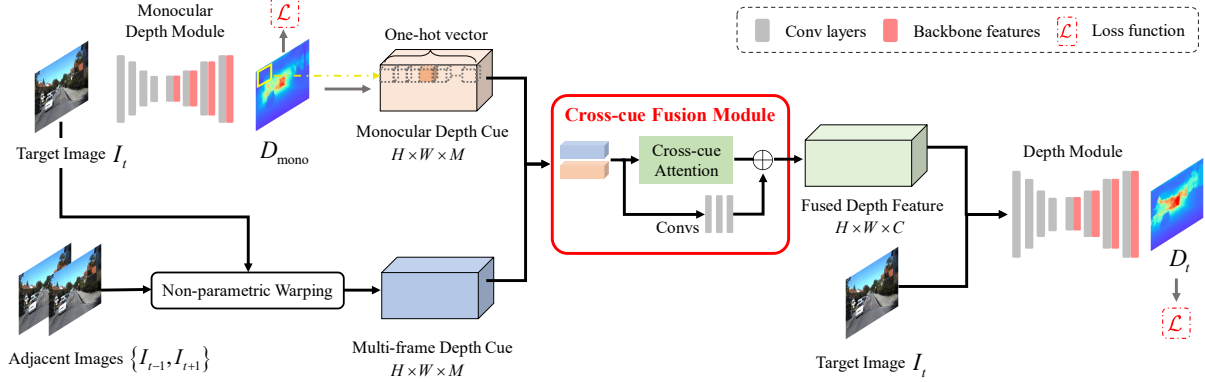 Monocular
Depth Module
ℒ
One-hot vector
Conv layers
Backbone features
ℒ
Loss function
Target Image I_t
D_mono
Monocular Depth Cue
H×W×M
Cross-cue Fusion Module
Cross-cue
Attention
Convs
Fused Depth Feature
H×W×C
Depth Module
D_t
ℒ
Non-parametric Warping
Adjacent Images {I_{t-1}, I_{t+1}}
Multi-frame Depth Cue
H×W×M
Target Image I_t